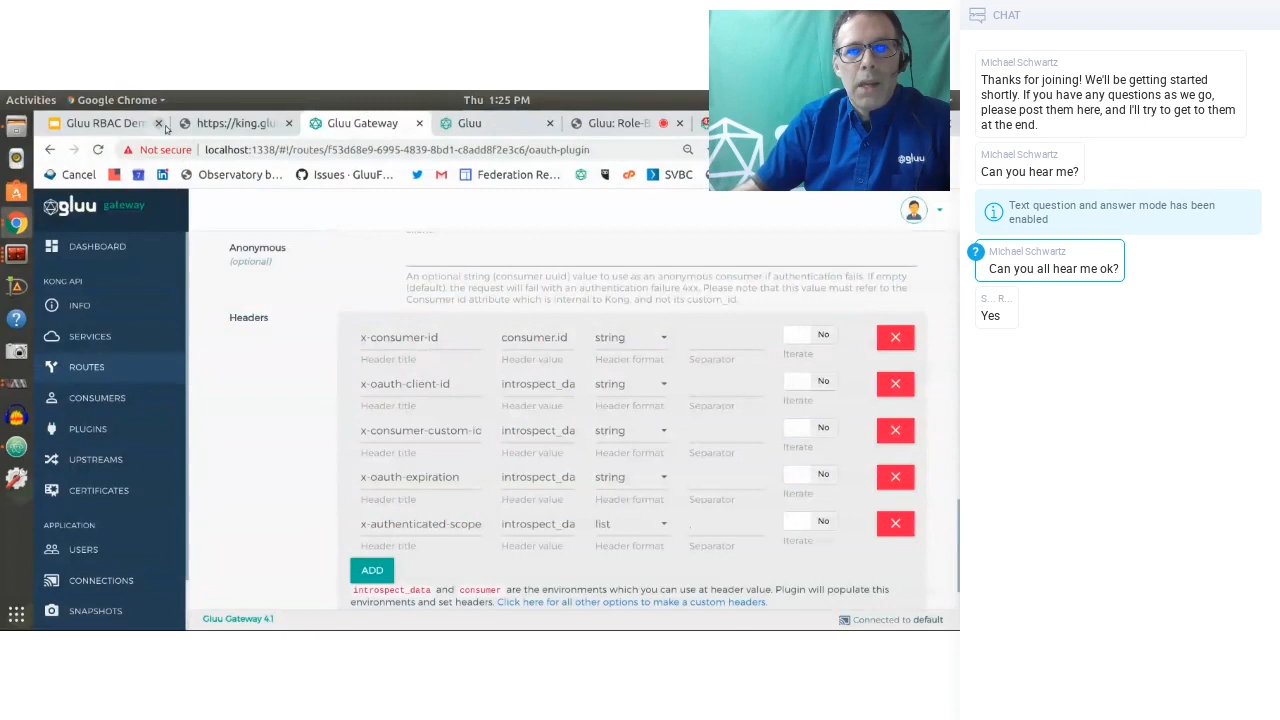 Activities
Google Chrome
Thu 1:25 PM
Gluu RBAC Dem
https://king.glu
Gluu Gateway
Gluu
Gluu: Role-B
Not secure
localhost:1338/#!/routes/f53d68e9-6995-4839-8bd1-c8add8f2e3c6/oauth-plugin
Cancel
Observatory b...
Issues · GluuF...
Federation Re...
SVBC
gluu gateway
DASHBOARD
KONG API
INFO
SERVICES
ROUTES
CONSUMERS
PLUGINS
UPSTREAMS
CERTIFICATES
APPLICATION
USERS
CONNECTIONS
SNAPSHOTS
Anonymous
(optional)
An optional string (consumer uuid) value to use as an anonymous consumer if authentication fails. If empty
(default), the request will fail with an authentication failure 4xx. Please note that this value must refer to the
Consumer id attribute which is internal to Kong, and not its custom_id.
Headers
x-consumer-id consumer.id string No
Header title Header value Header format Separator Iterate
x-oauth-client-id introspect_da string No
Header title Header value Header format Separator Iterate
x-consumer-custom-ic introspect_da string No
Header title Header value Header format Separator Iterate
x-oauth-expiration introspect_da string No
Header title Header value Header format Separator Iterate
x-authenticated-scope introspect_da list No
Header title Header value Header format Separator Iterate
ADD
introspect_data and consumer are the environments which you can use at header value. Plugin will populate this
environments and set headers. Click here for all other options to make a custom headers.
Gluu Gateway 4.1
Connected to default
@gluu
CHAT
Michael Schwartz
Thanks for joining! We'll be getting started
shortly. If you have any questions as we go,
please post them here, and I'll try to get to them
at the end.
Michael Schwartz
Can you hear me?
Text question and answer mode has been
enabled
?
Michael Schwartz
Can you all hear me ok?
S... R...
Yes